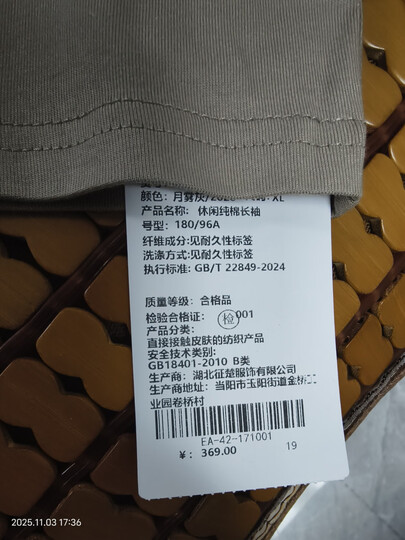 颜色: 月雾灰/2028 XL
产品名称: 休闲纯棉长袖
号型: 180/96A
纤维成分:见耐久性标签
洗涤方式:见耐久性标签
执行标准: GB/T 22849-2024
质量等级: 合格品
检验合格证: 检 001
产品分类:
直接接触皮肤的纺织产品
安全技术类别:
GB18401-2010 B类
生产商: 湖北征楚服饰有限公司
生产商地址: 当阳市玉阳街道金桥工
业园卷桥村
EA-42-171001
¥: 369.00 19
2025.11.03 17:36